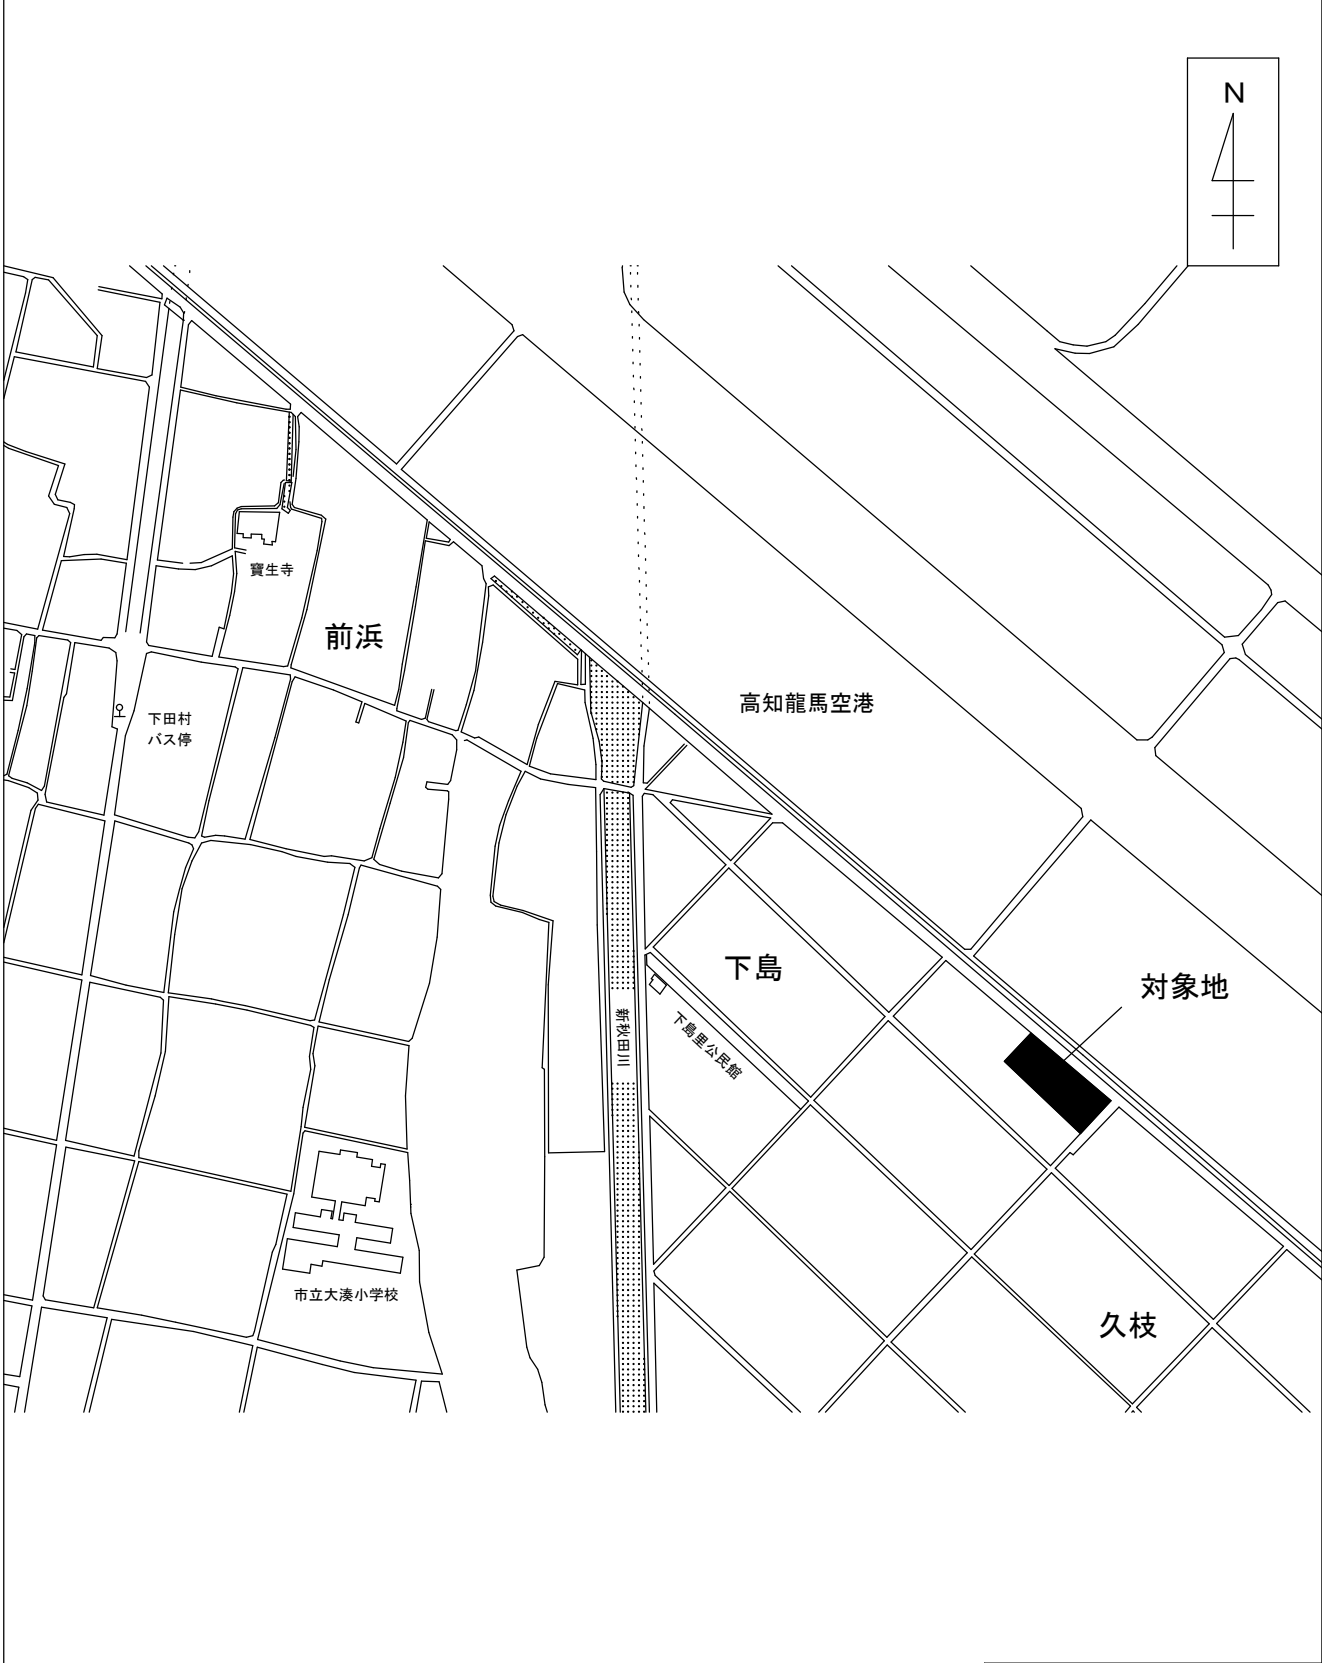 N
寶生寺
前浜
高知龍馬空港
下田村
バス停
下島
対象地
新秋田川
下島里公民館
市立大湊小学校
久枝